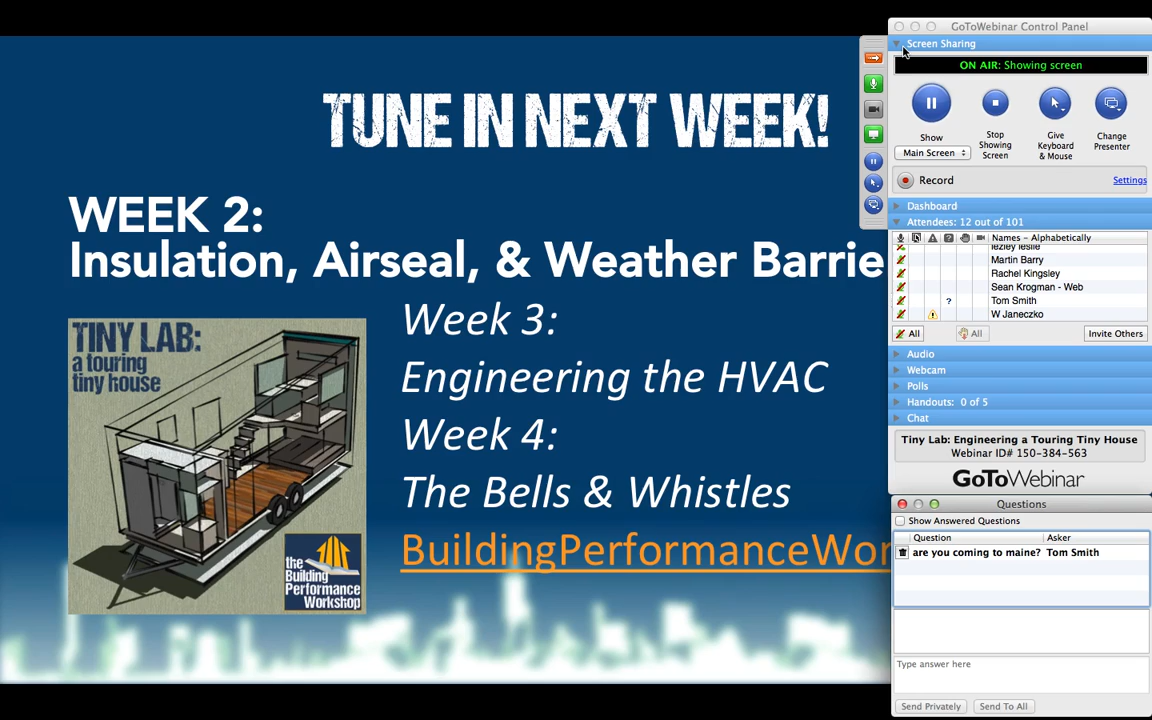 TUNE IN NEXT WEEK!
WEEK 2:
Insulation, Airseal, & Weather Barrie
Week 3:
Engineering the HVAC
Week 4:
The Bells & Whistles
BuildingPerformanceWor
TINY LAB:
a touring
tiny house
the
Building
Performance
Workshop
GoToWebinar Control Panel
Screen Sharing
ON AIR: Showing screen
Show
Main Screen
Stop
Showing
Screen
Give
Keyboard
& Mouse
Change
Presenter
Record
Settings
Dashboard
Attendees: 12 out of 101
Names - Alphabetically
lezley leslie
Martin Barry
Rachel Kingsley
Sean Krogman - Web
? Tom Smith
W Janeczko
All
All
Invite Others
Audio
Webcam
Polls
Handouts: 0 of 5
Chat
Tiny Lab: Engineering a Touring Tiny House
Webinar ID# 150-384-563
GoToWebinar
Questions
Show Answered Questions
Question Asker
are you coming to maine? Tom Smith
Type answer here
Send Privately Send To All